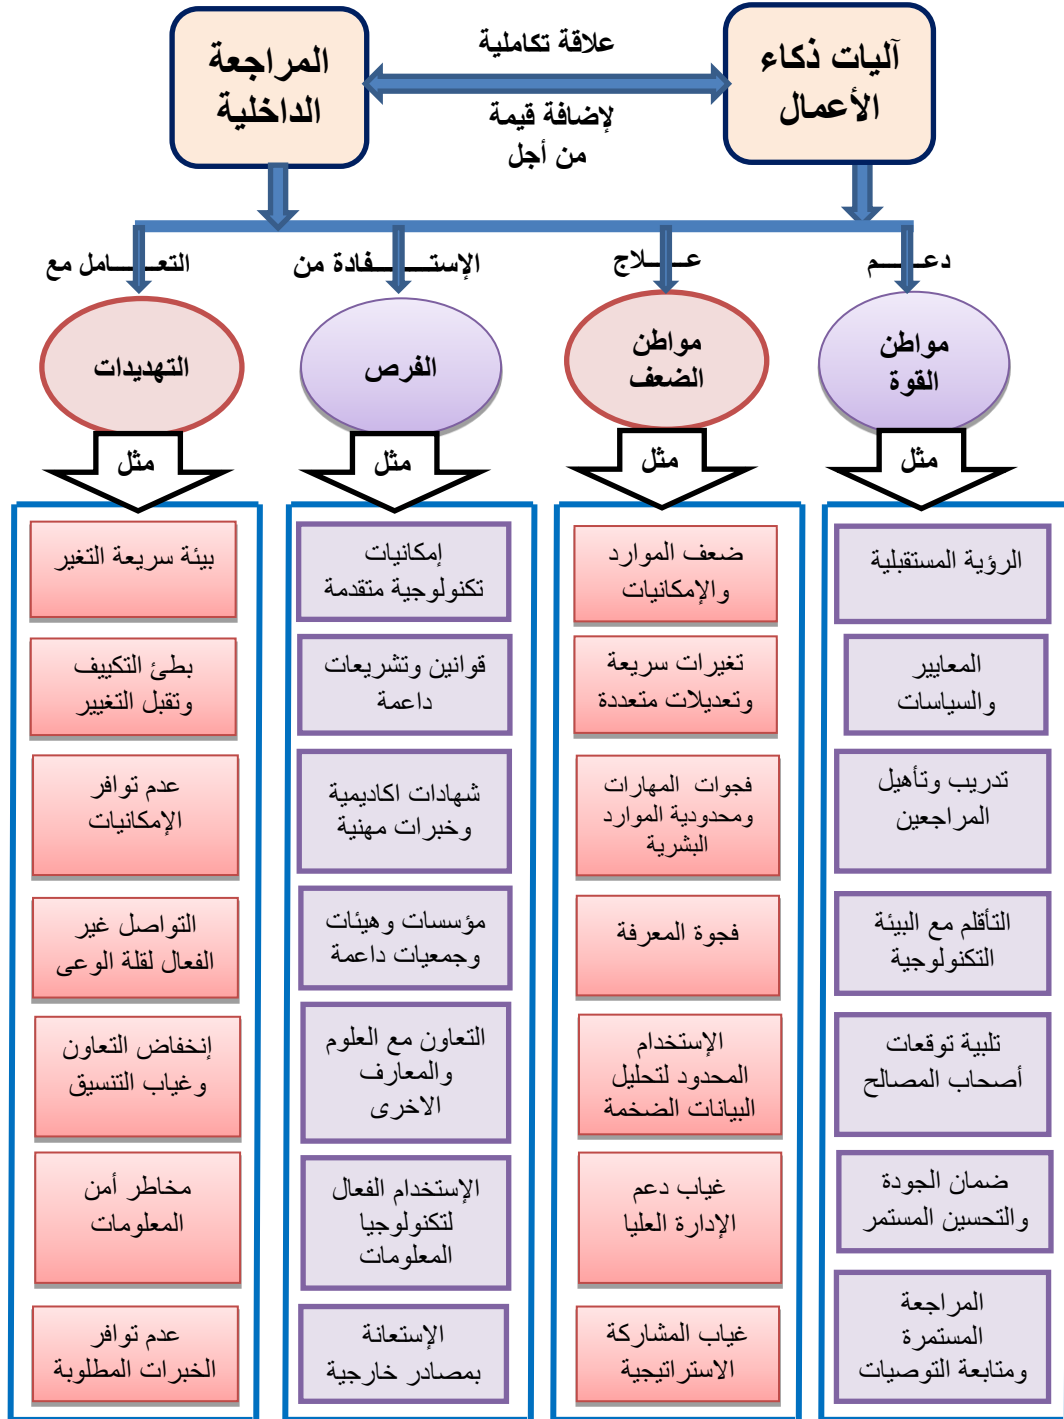 آليات ذكاء
الأعمال
علاقة تكاملية
لإضافة قيمة
من أجل
المراجعة
الداخلية
دعـــــم
عـــــلاج
الإستـــــــفادة من
التعـــــــامل مع
مواطن
القوة
مواطن
الضعف
الفرص
التهديدات
مثل
مثل
مثل
مثل
الرؤية المستقبلية
المعايير
والسياسات
تدريب وتأهيل
المراجعين
التأقلم مع البيئة
التكنولوجية
تلبية توقعات
أصحاب المصالح
ضمان الجودة
والتحسين المستمر
المراجعة
المستمرة
ومتابعة التوصيات
ضعف الموارد
والإمكانيات
تغيرات سريعة
وتعديلات متعددة
فجوات المهارات
ومحدودية الموارد
البشرية
فجوة المعرفة
الإستخدام
المحدود لتحليل
البيانات الضخمة
غياب دعم
الإدارة العليا
غياب المشاركة
الاستراتيجية
إمكانيات
تكنولوجية متقدمة
قوانين وتشريعات
داعمة
شهادات اكاديمية
وخبرات مهنية
مؤسسات وهيئات
وجمعيات داعمة
التعاون مع العلوم
والمعارف
الاخرى
الإستخدام الفعال
لتكنولوجيا
المعلومات
الإستعانة
بمصادر خارجية
بيئة سريعة التغير
بطئ التكييف
وتقبل التغيير
عدم توافر
الإمكانيات
التواصل غير
الفعال لقلة الوعى
إنخفاض التعاون
وغياب التنسيق
مخاطر أمن
المعلومات
عدم توافر
الخبرات المطلوبة